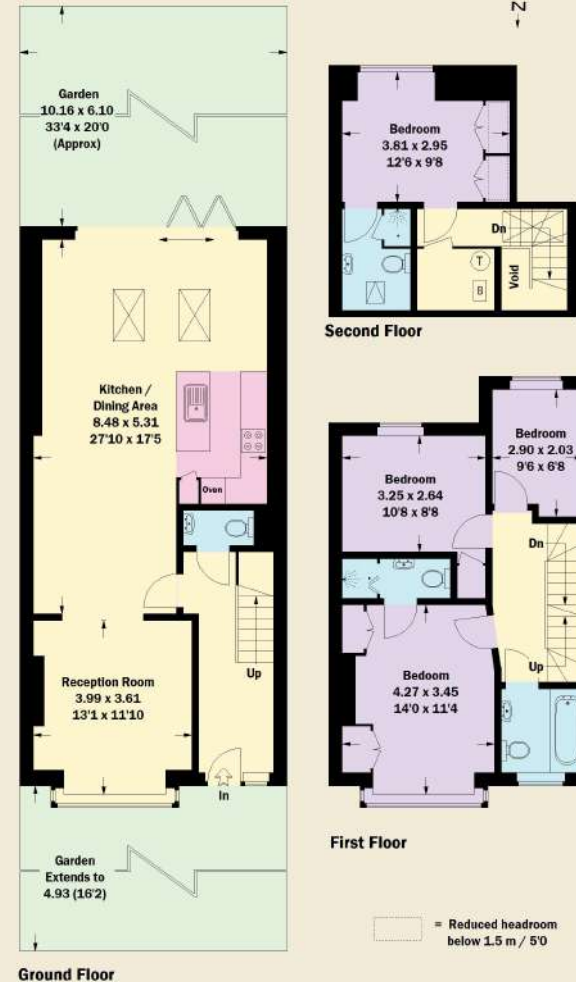 Z
Garden
10.16 x 6.10
33'4 x 20'0
(Approx)
Kitchen /
Dining Area
8.48 x 5.31
27'10 x 17'5
Oven
Up
Reception Room
3.99 x 3.61
13'1 x 11'10
In
Garden
Extends to
4.93 (16'2)
Ground Floor
Bedroom
3.81 x 2.95
12'6 x 9'8
Dn
T
B
Void
Second Floor
Bedroom
2.90 x 2.03
9'6 x 6'8
Bedroom
3.25 x 2.64
10'8 x 8'8
Dn
Up
Bedoom
4.27 x 3.45
14'0 x 11'4
First Floor
= Reduced headroom
below 1.5 m / 5'0